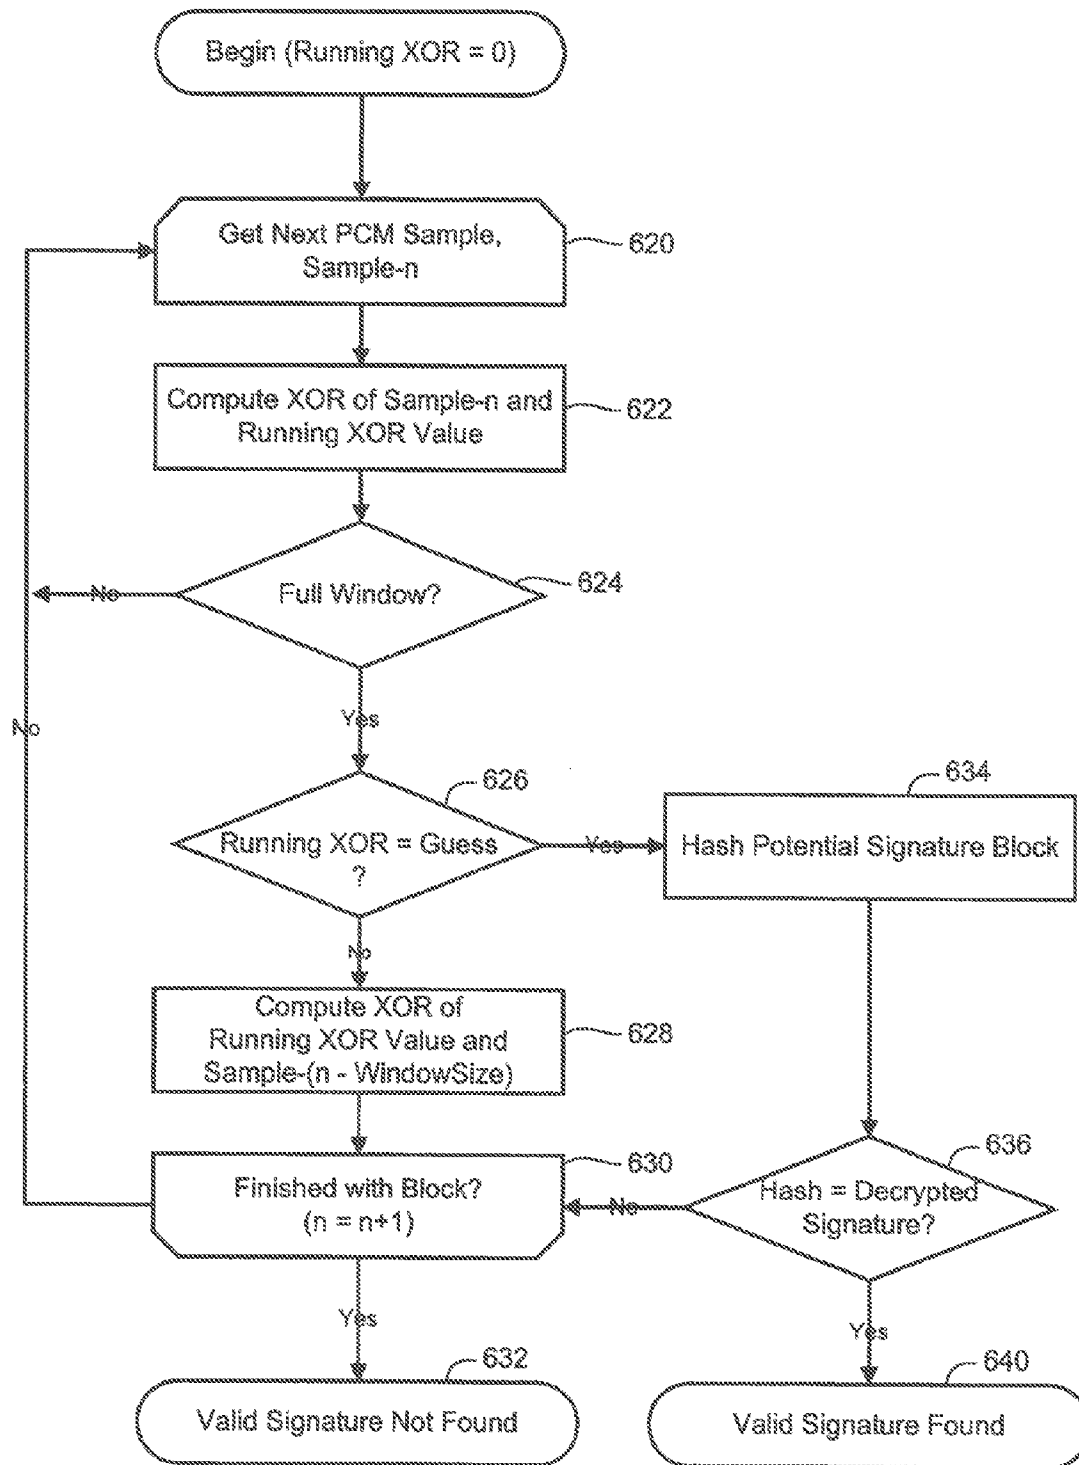 Begin (Running XOR = 0)
Get Next PCM Sample,
Sample-n
620
Compute XOR of Sample-n and
Running XOR Value
622
Full Window?
624
No
Yes
No
Running XOR = Guess
?
626
Yes
Hash Potential Signature Block
634
No
Compute XOR of
Running XOR Value and
Sample-(n - WindowSize)
628
Finished with Block?
(n = n+1)
630
No
Hash = Decrypted
Signature?
636
Yes
Yes
Valid Signature Not Found
632
Valid Signature Found
640